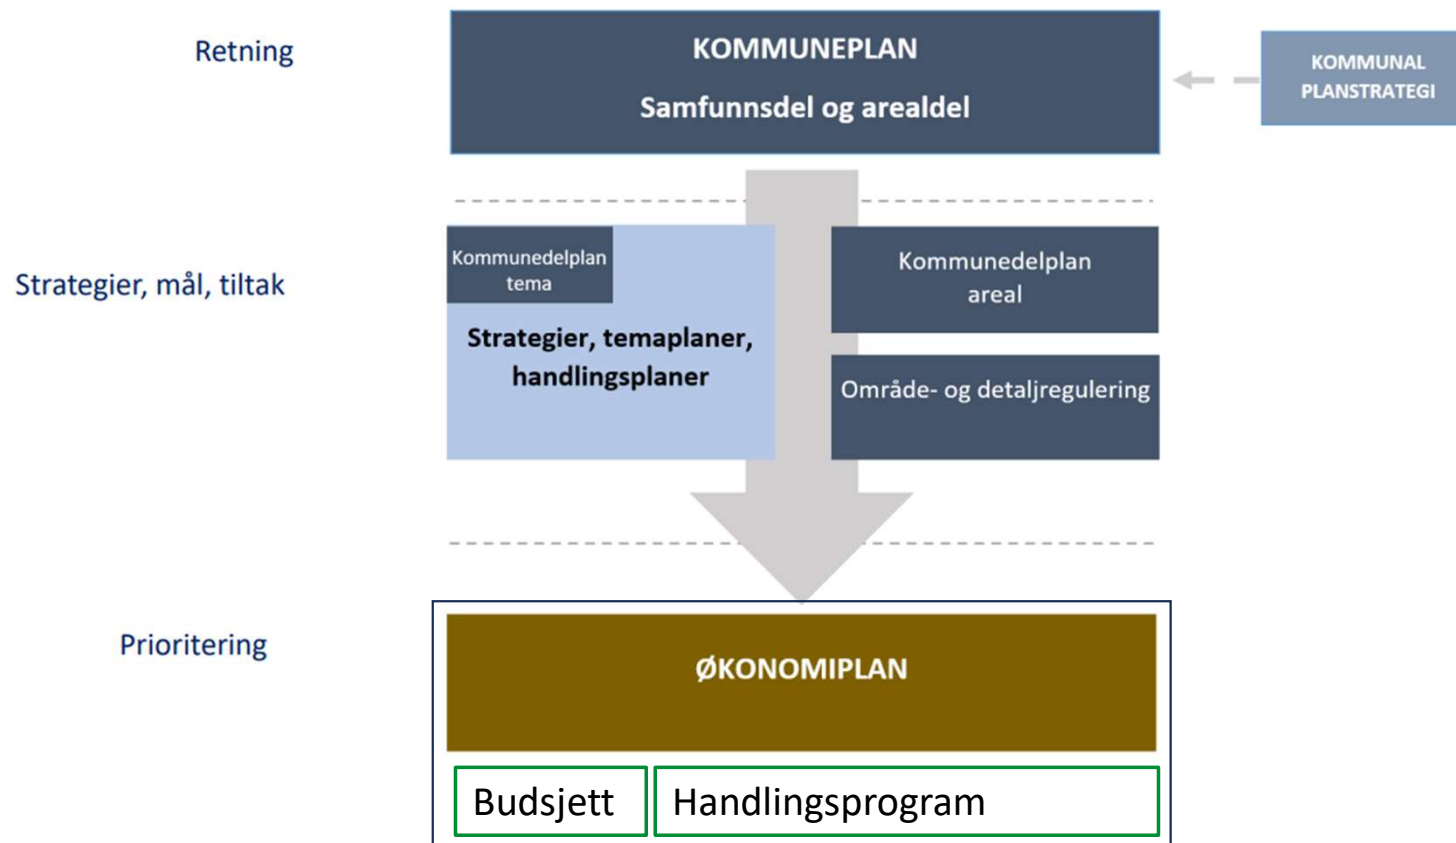 Retning
KOMMUNEPLAN
Samfunnsdel og arealdel
KOMMUNAL
PLANSTRATEGI
Strategier, mål, tiltak
Kommunedelplan
tema
Strategier, temaplaner,
handlingsplaner
Kommunedelplan
areal
Område- og detaljregulering
Prioritering
ØKONOMIPLAN
Budsjett
Handlingsprogram